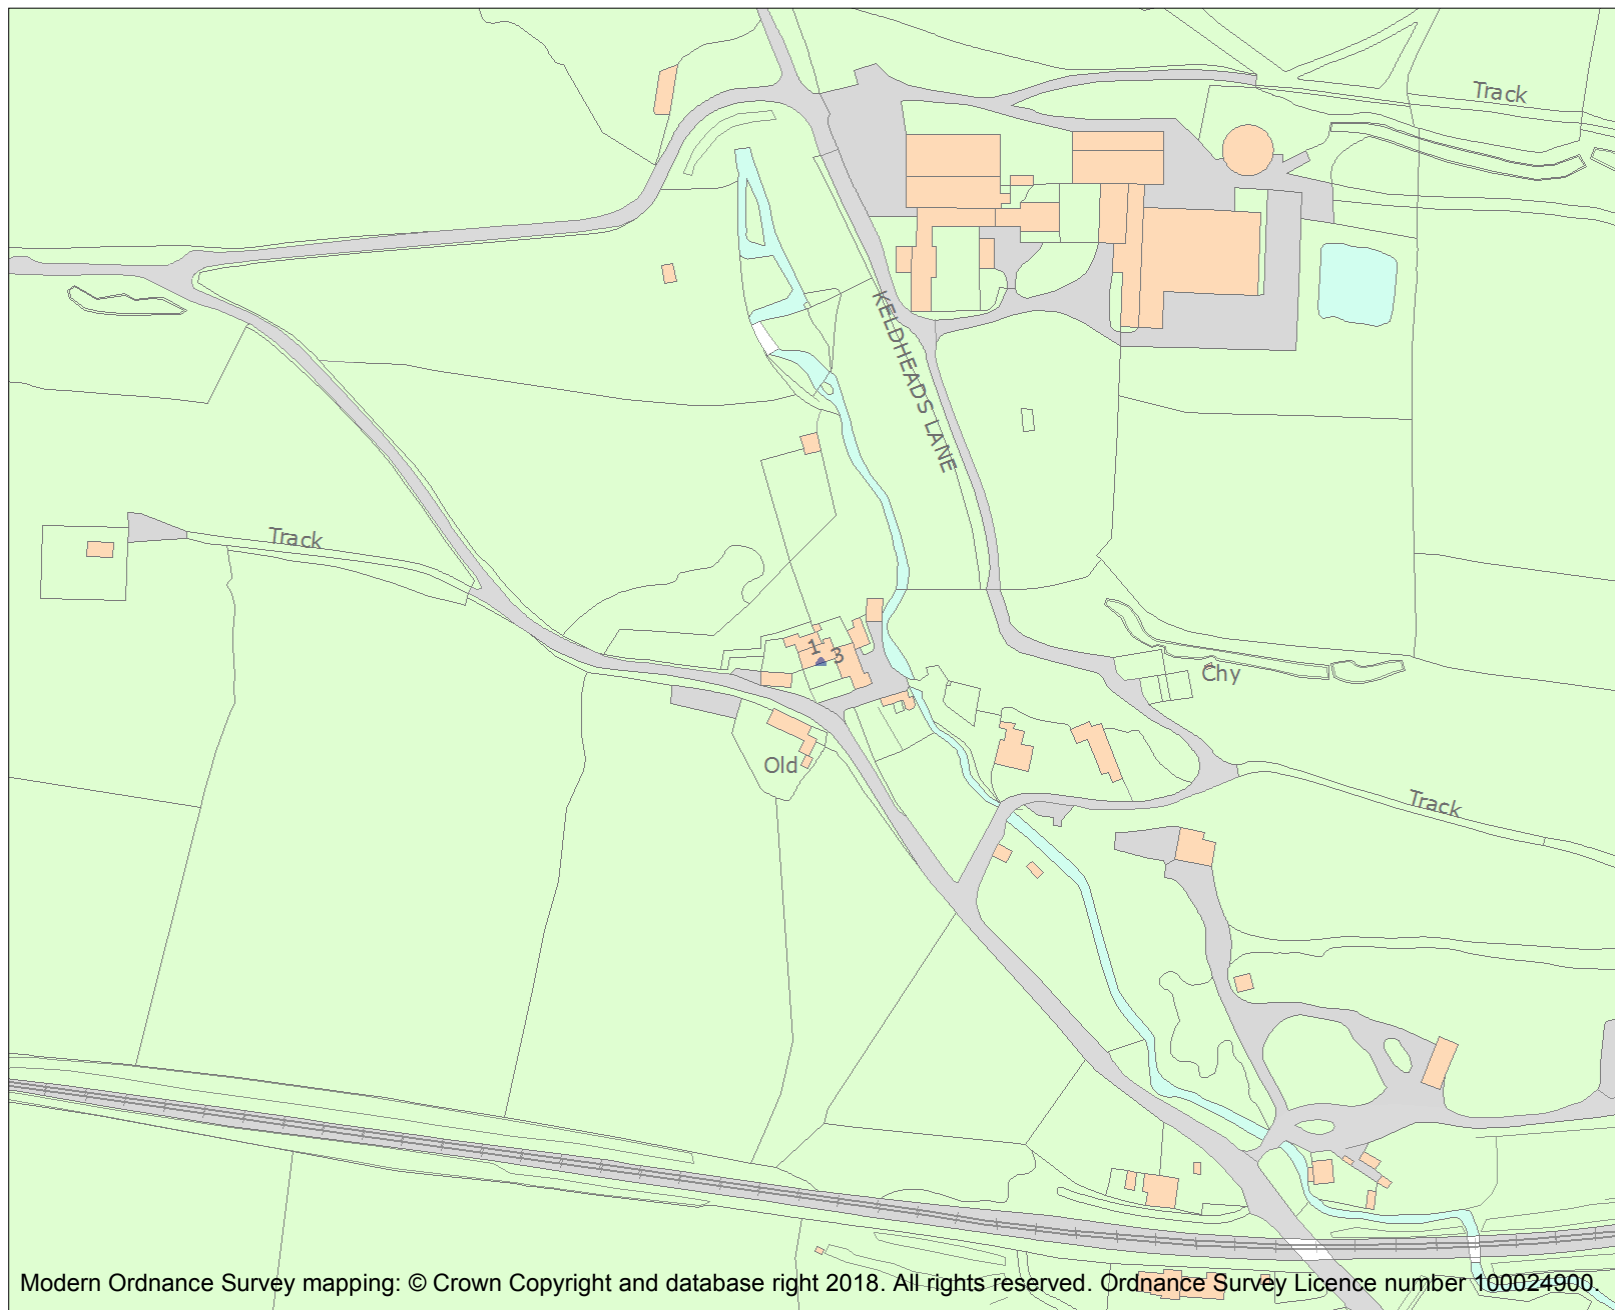 Track
KELDHEADS LANE
Track
1
3
Chy
Old
Track
Modern Ordnance Survey mapping: © Crown Copyright and database right 2018. All rights reserved. Ordnance Survey Licence number 100024900.